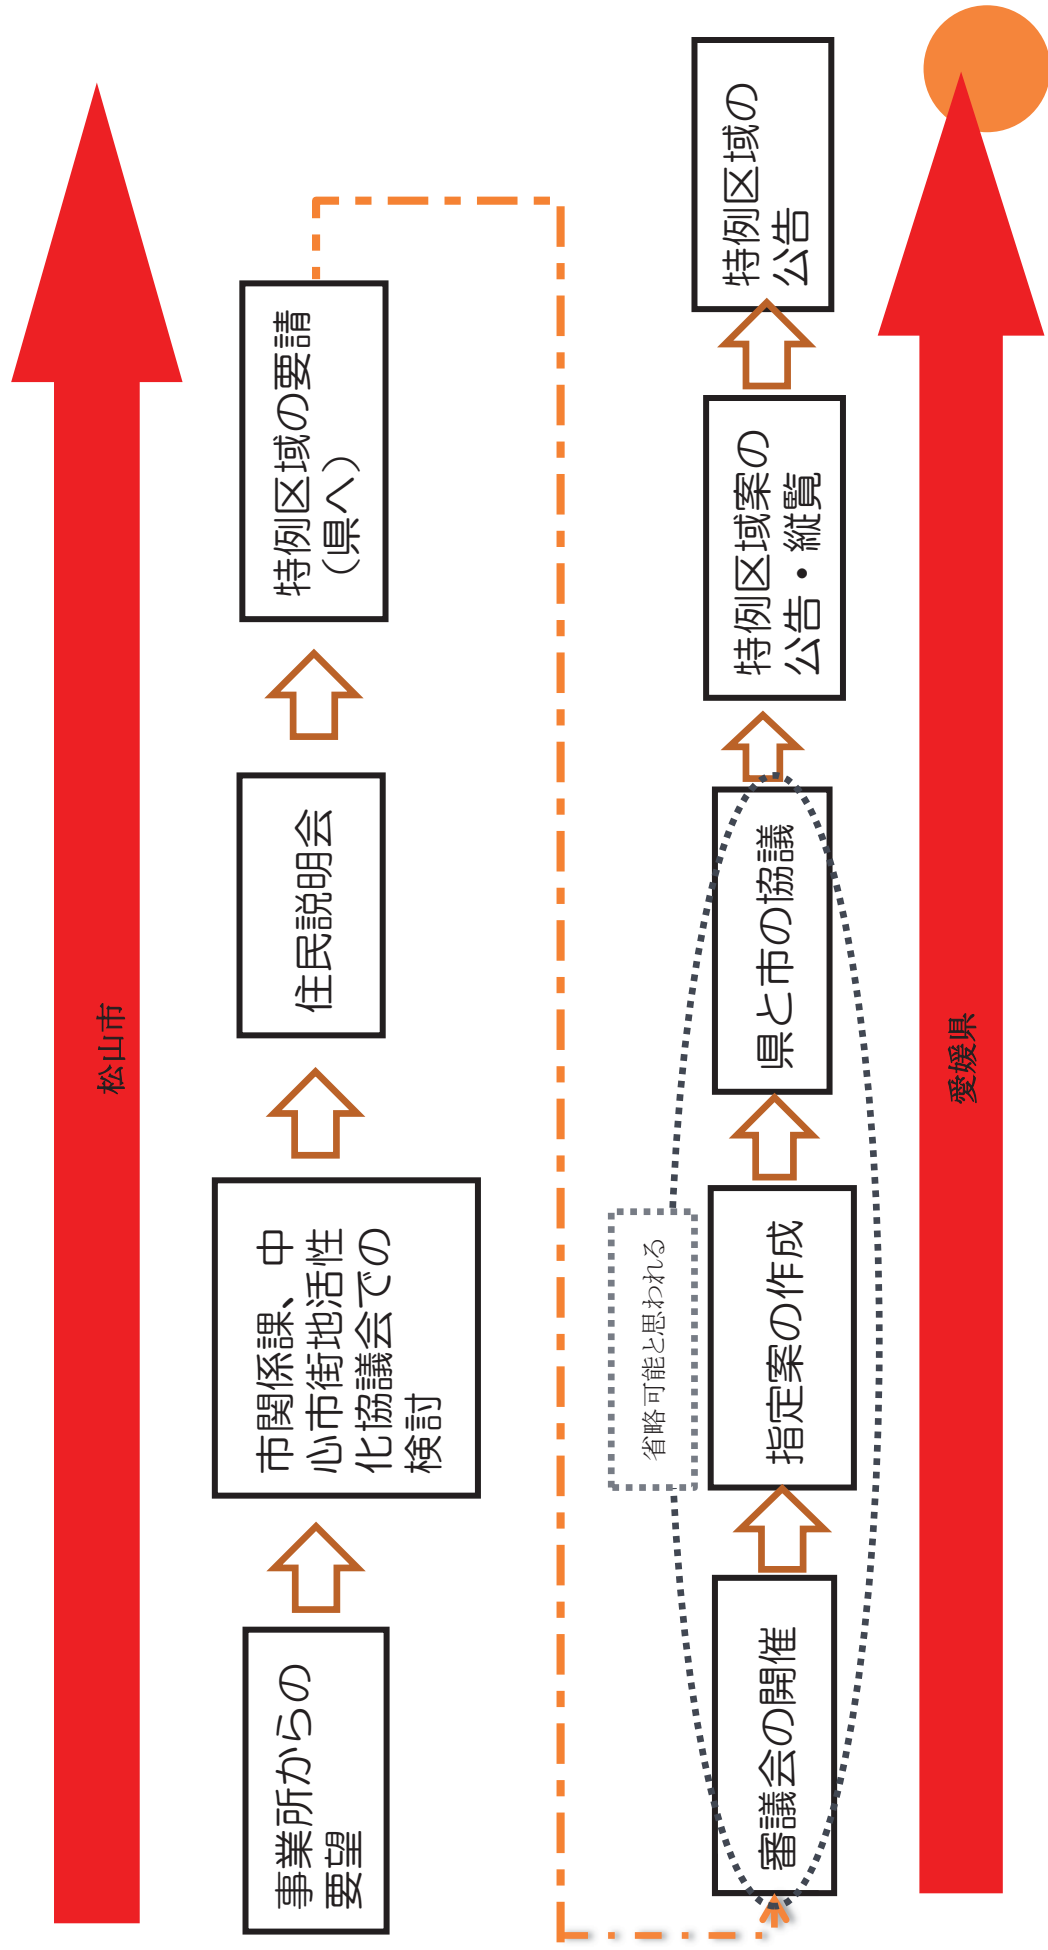 松山市
事業所からの
要望
市関係課、中
心市街地活性
化協議会での
検討
住民説明会
特例区域の要請
（県へ）
省略可能と思われる
審議会の開催
指定案の作成
県と市の協議
特例区域案の
公告・縦覧
特例区域の
公告
愛媛県